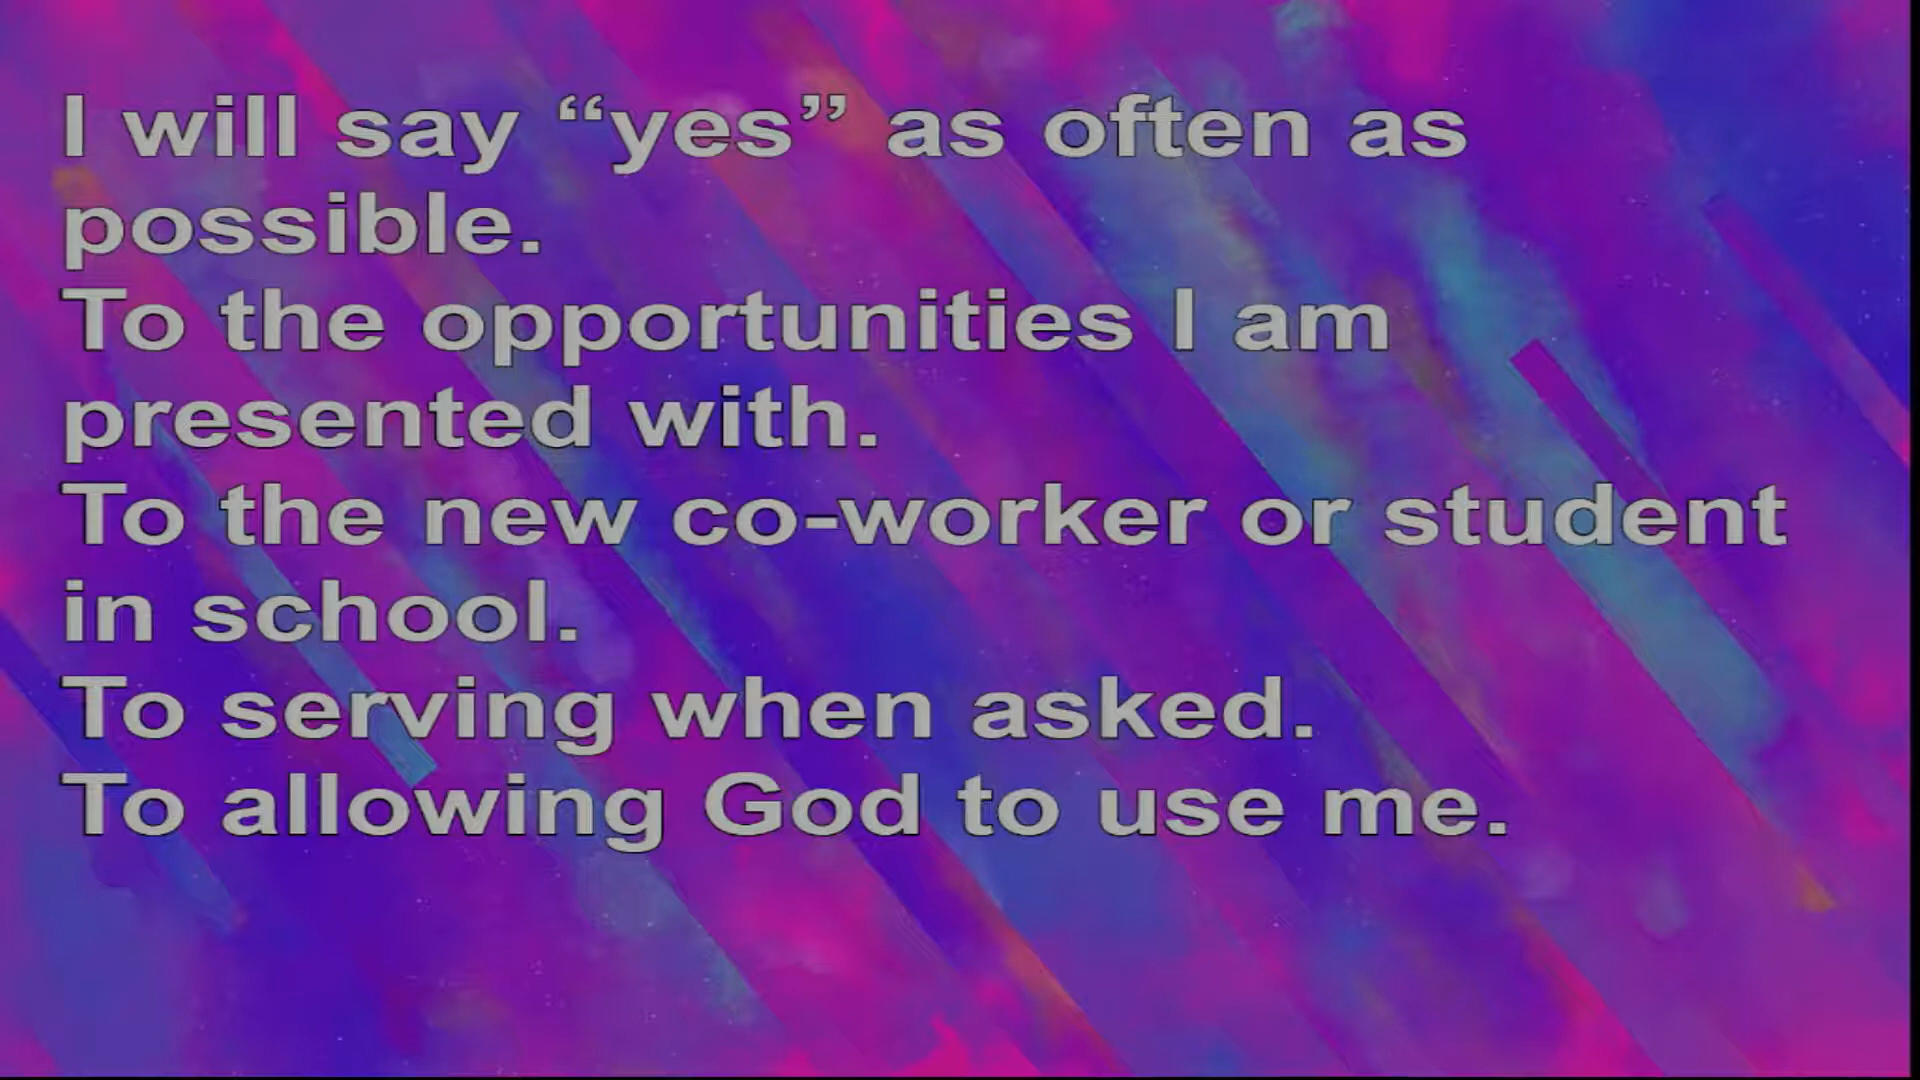 I will say “yes” as often as
possible.
To the opportunities I am
presented with.
To the new co-worker or student
in school.
To serving when asked.
To allowing God to use me.